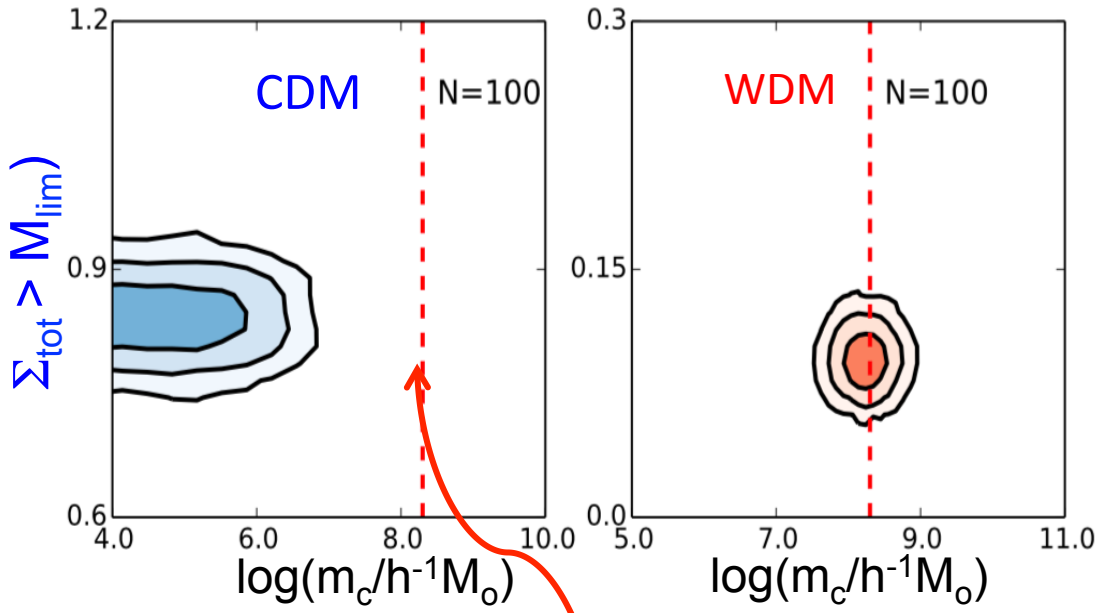 1.2
0.9
0.6
Σtot > Mlim)
CDM
N=100
4.0 6.0 8.0 10.0
log(mc/h-1Mo)
0.3
0.15
0.0
WDM
N=100
5.0 7.0 9.0 11.0
log(mc/h-1Mo)